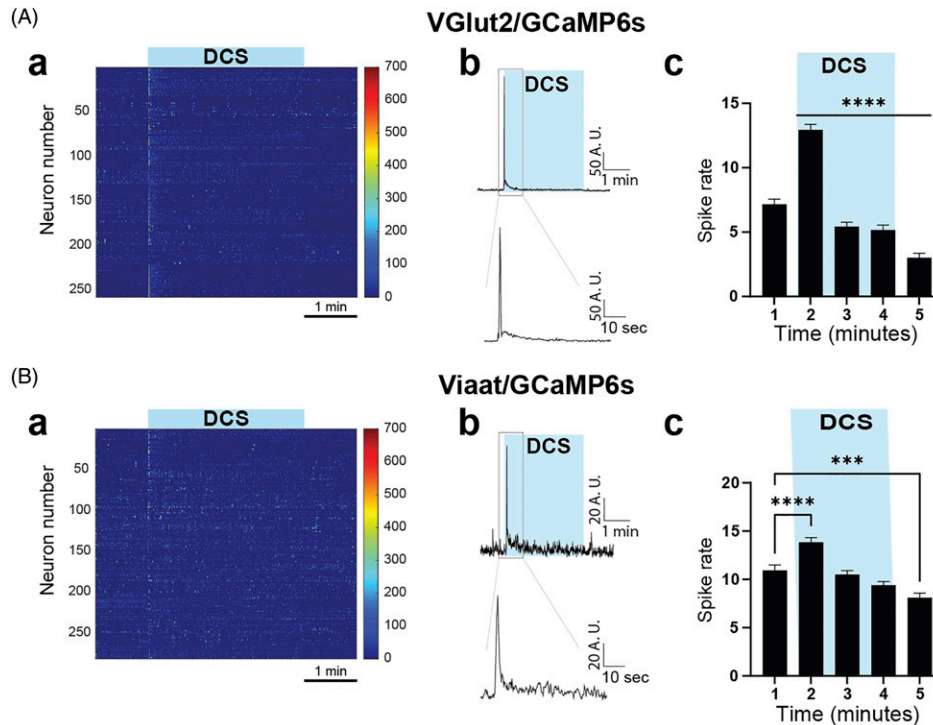 (A)
VGlut2/GCaMP6s
a
DCS
Neuron number
50
100
150
200
250
700
600
500
400
300
200
100
0
1 min
b
DCS
50 A. U.
1 min
50 A. U.
10 sec
c
DCS
****
Spike rate
15
10
5
0
1 2 3 4 5
Time (minutes)
(B)
Viaat/GCaMP6s
a
DCS
Neuron number
50
100
150
200
250
700
600
500
400
300
200
100
0
1 min
b
DCS
20 A. U.
1 min
20 A. U.
10 sec
c
DCS
***
****
Spike rate
20
15
10
5
0
1 2 3 4 5
Time (minutes)